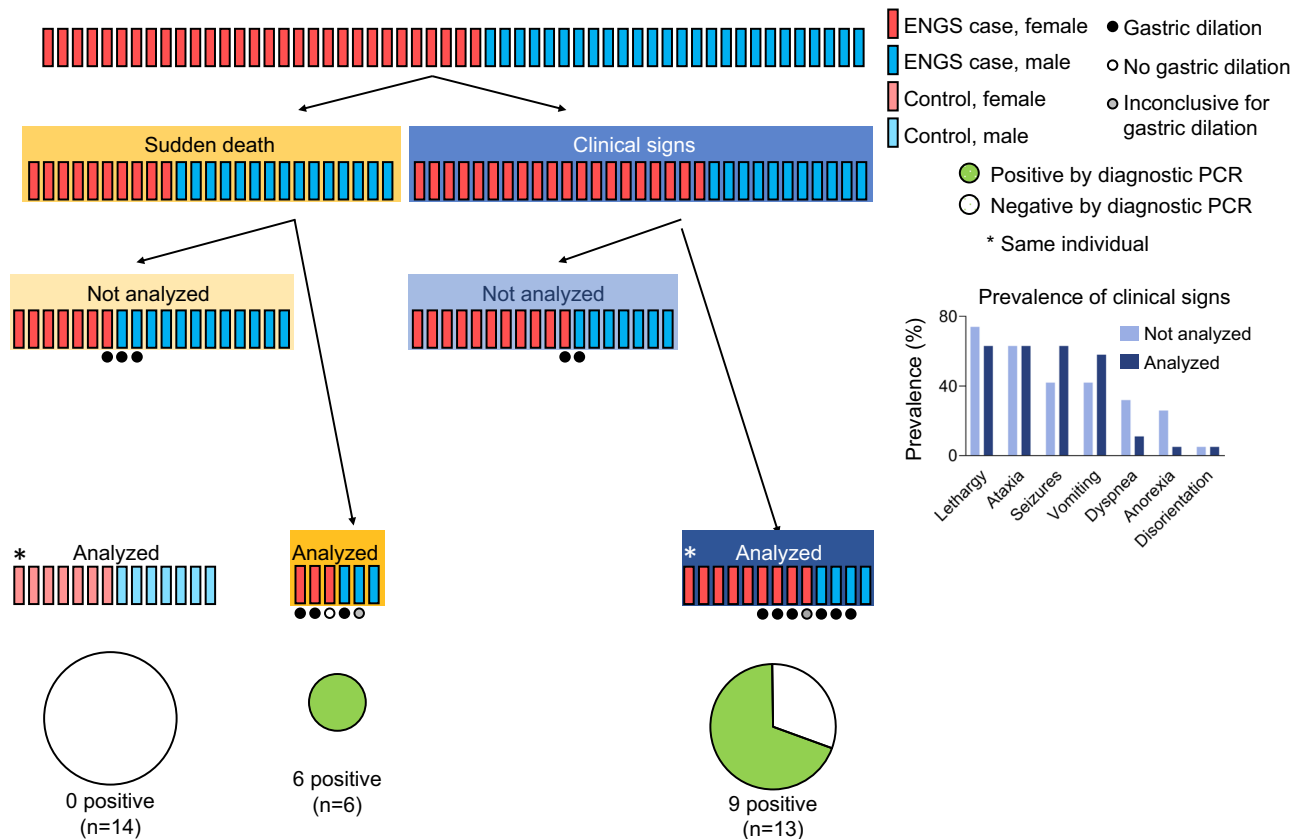 ENGS case, female
ENGS case, male
Control, female
Control, male
Gastric dilation
No gastric dilation
Inconclusive for
gastric dilation
Positive by diagnostic PCR
Negative by diagnostic PCR
* Same individual
Sudden death
Clinical signs
Not analyzed
Not analyzed
Prevalence of clinical signs
Prevalence (%)
80
40
0
Not analyzed
Analyzed
Lethargy
Ataxia
Seizures
Vomiting
Dyspnea
Anorexia
Disorientation
*
Analyzed
Analyzed
*
Analyzed
0 positive
(n=14)
6 positive
(n=6)
9 positive
(n=13)